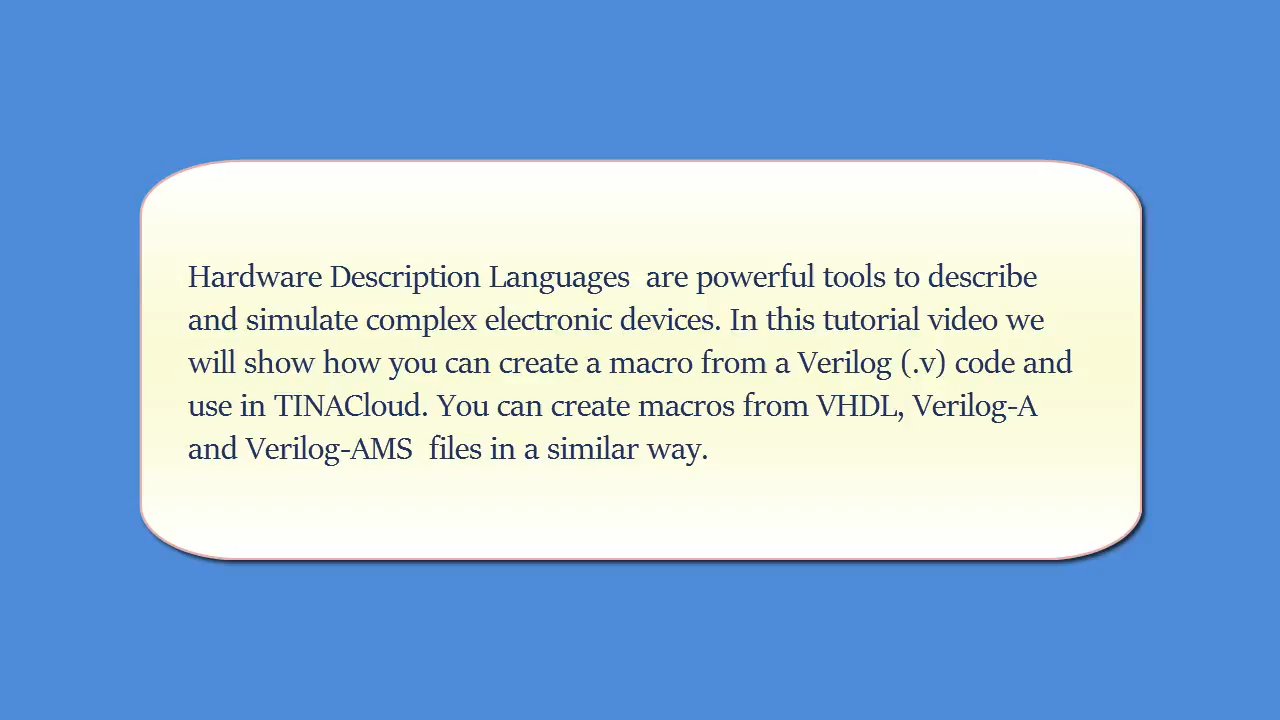 Hardware Description Languages  are powerful tools to describe
and simulate complex electronic devices. In this tutorial video we
will show how you can create a macro from a Verilog (.v) code and
use in TINACloud. You can create macros from VHDL, Verilog-A
and Verilog-AMS  files in a similar way.